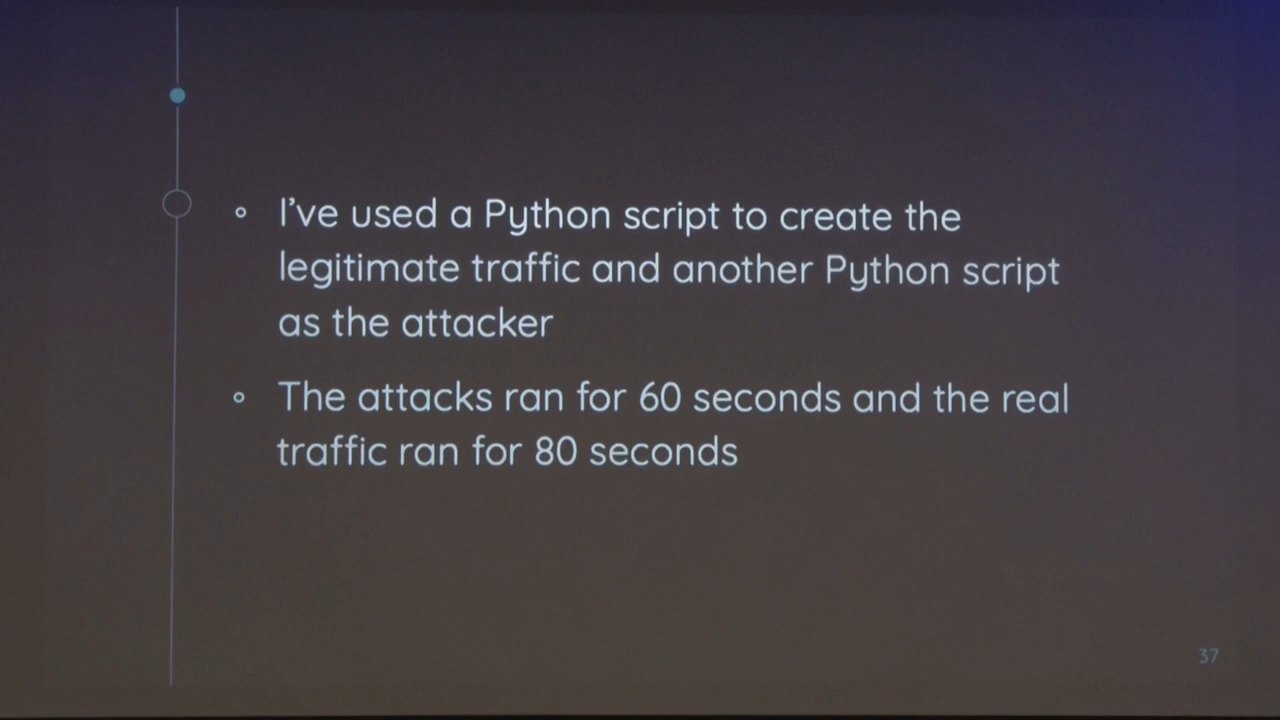 I've used a Python script to create the
legitimate traffic and another Python script
as the attacker
The attacks ran for 60 seconds and the real
traffic ran for 80 seconds
37